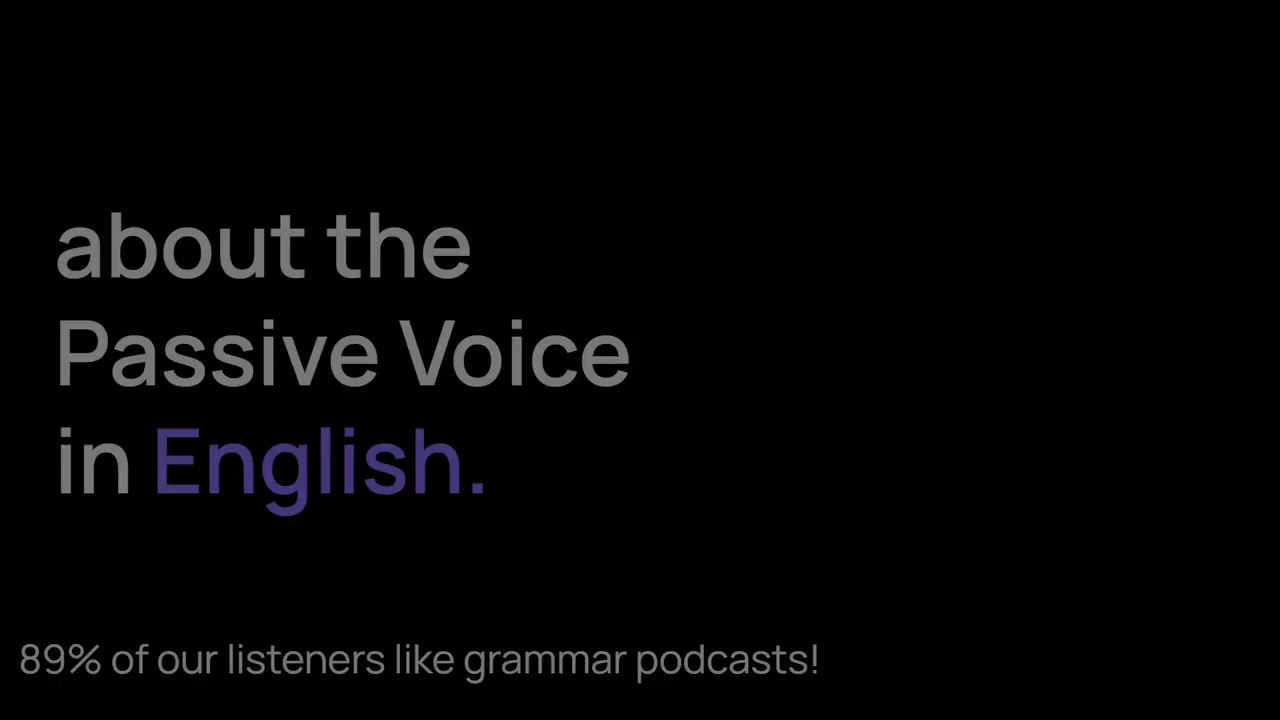 about the
Passive Voice
in English.
89% of our listeners like grammar podcasts!